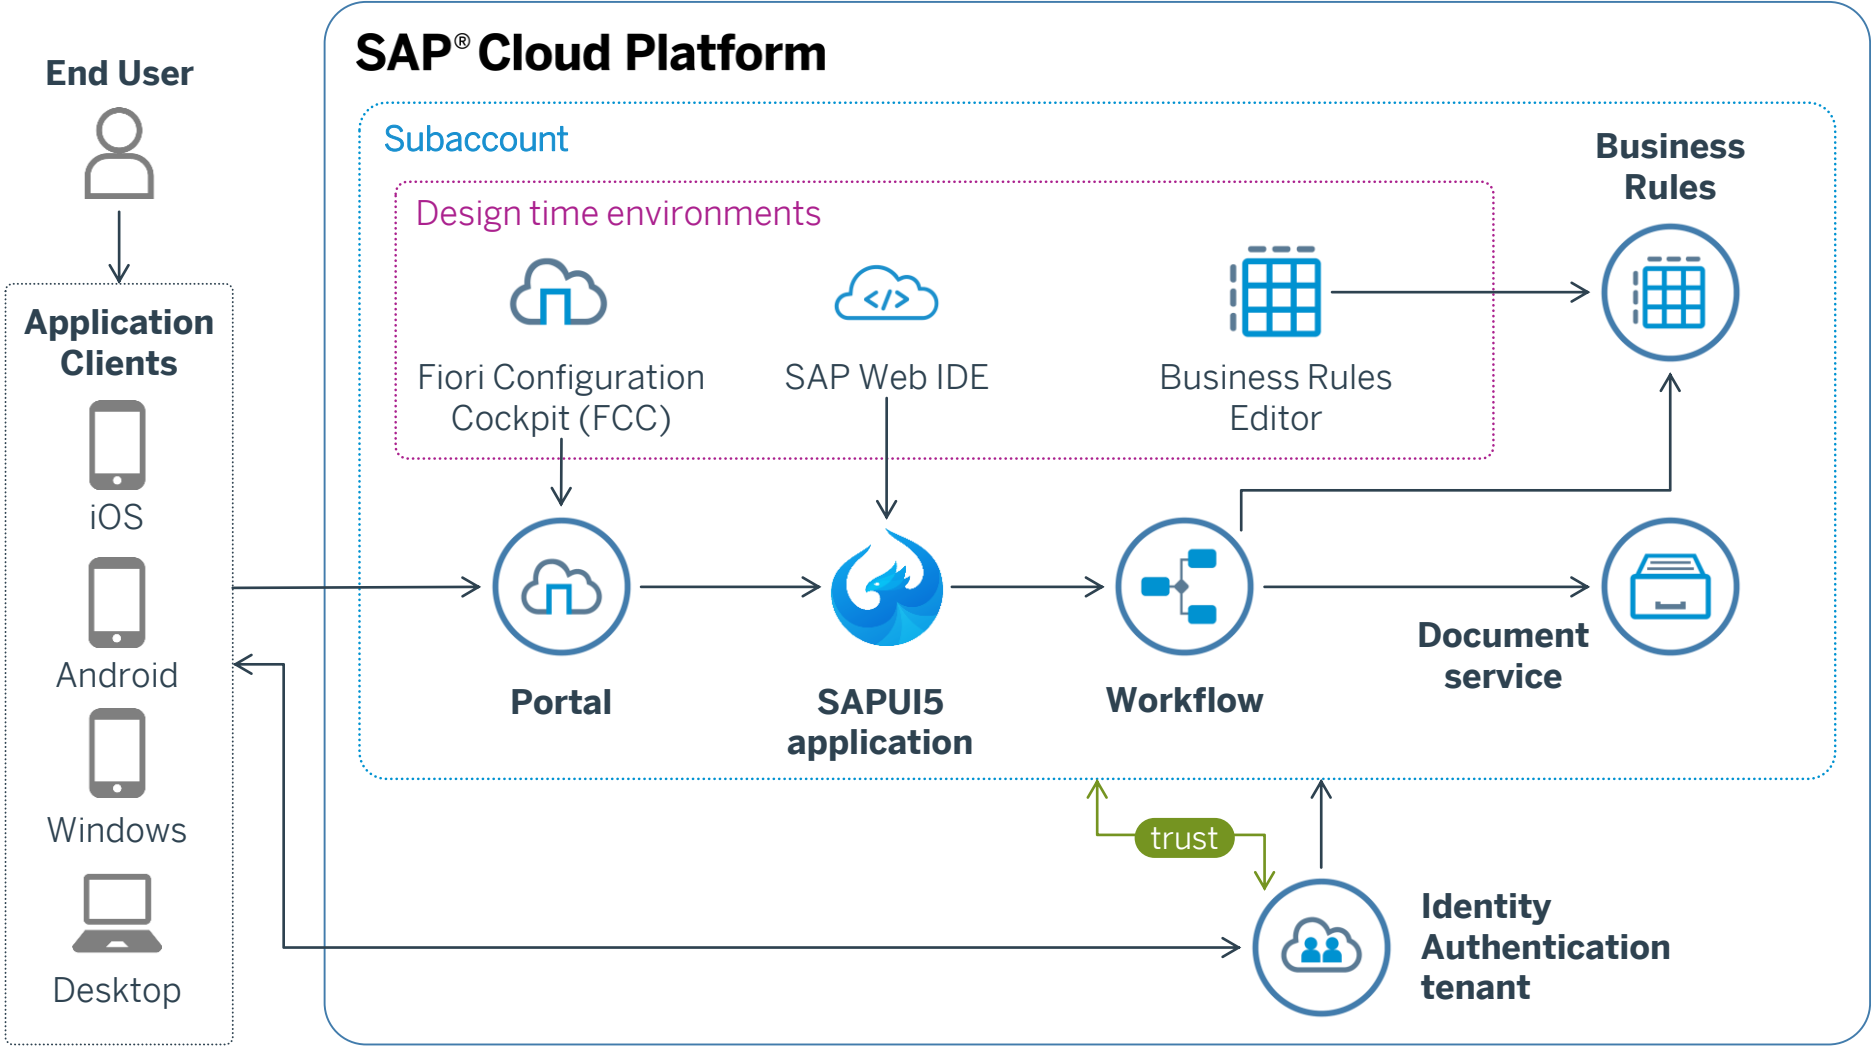 SAP® Cloud Platform
End User
Subaccount
Business
Rules
Design time environments
Application
Clients
Fiori Configuration
Cockpit (FCC)
SAP Web IDE
</>
Business Rules
Editor
iOS
Android
Windows
Desktop
Portal
SAPUI5
application
Workflow
Document
service
trust
Identity
Authentication
tenant